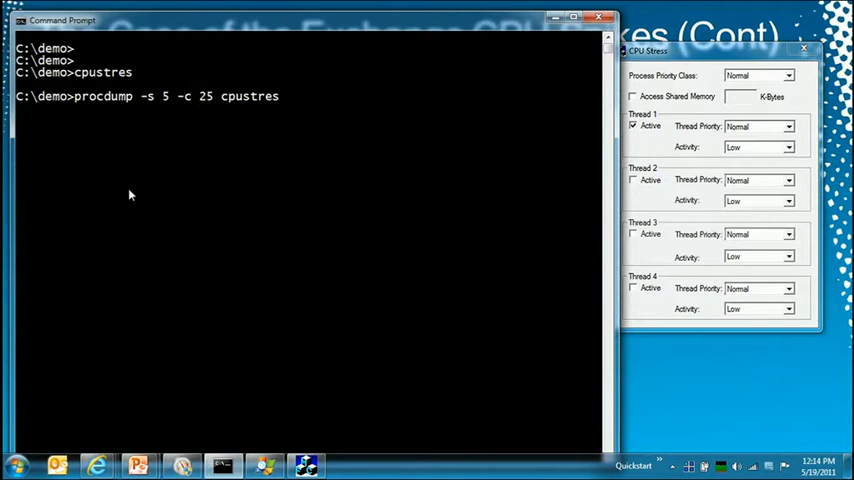 Command Prompt
kes (Cont)
C:\demo>
C:\demo>
C:\demo>cpustres
C:\demo>procdump -s 5 -c 25 cpustres
CPU Stress
Process Priority Class: Normal
Access Shared Memory K-Bytes
Thread 1
Active Thread Priority: Normal
Activity: Low
Thread 2
Active Thread Priority: Normal
Activity: Low
Thread 3
Active Thread Priority: Normal
Activity: Low
Thread 4
Active Thread Priority: Normal
Activity: Low
Quickstart
12:14 PM
5/19/2011